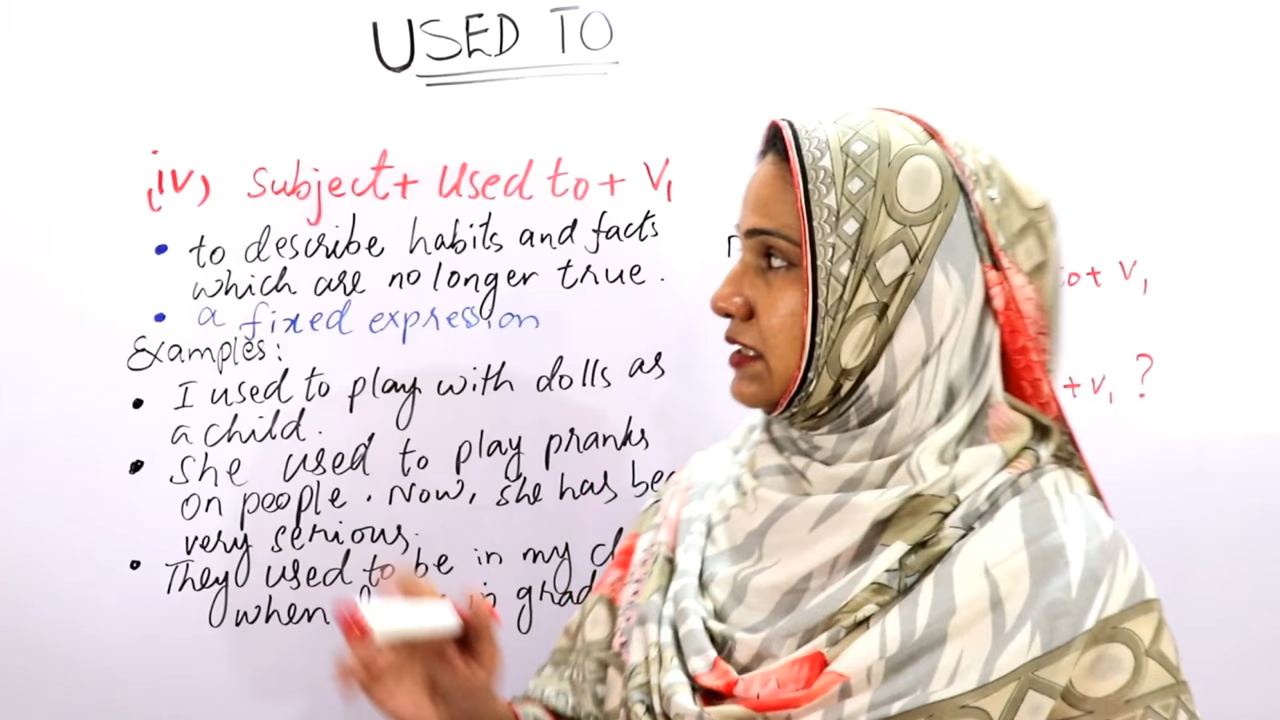 USED TO
(iv) Subject + Used to + V1
• to describe habits and facts
which are no longer true.
• a fixed expression
Examples:
• I used to play with dolls as
a child.
• She used to play pranks
on people. Now, she has
very serious.
• They used to be in my
when in
to + V1
+ V1 ?